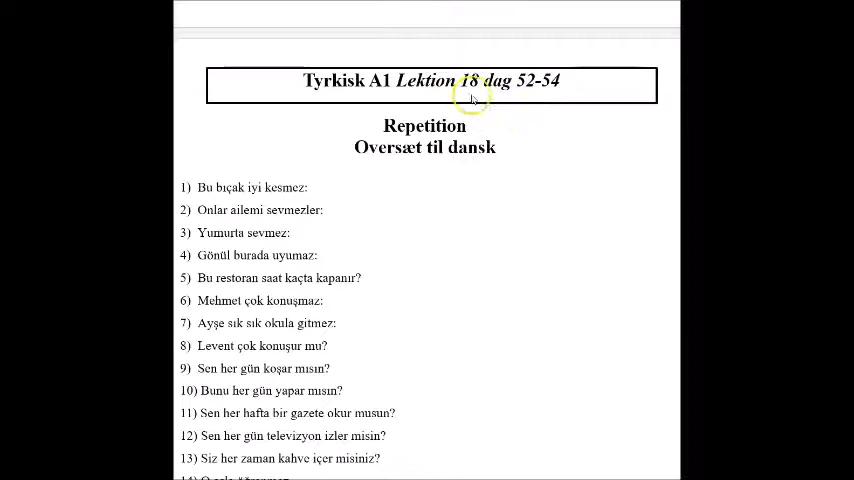 Tyrkisk A1 Lektion 18 dag 52-54
Repetition
Oversæt til dansk
1) Bu bıçak iyi kesmez:
2) Onlar ailemi sevmezler:
3) Yumurta sevmez:
4) Gönül burada uyumaz:
5) Bu restoran saat kaçta kapanır?
6) Mehmet çok konuşmaz:
7) Ayşe sık sık okula gitmez:
8) Levent çok konuşur mu?
9) Sen her gün koşar mısın?
10) Bunu her gün yapar mısın?
11) Sen her hafta bir gazete okur musun?
12) Sen her gün televizyon izler misin?
13) Siz her zaman kahve içer misiniz?